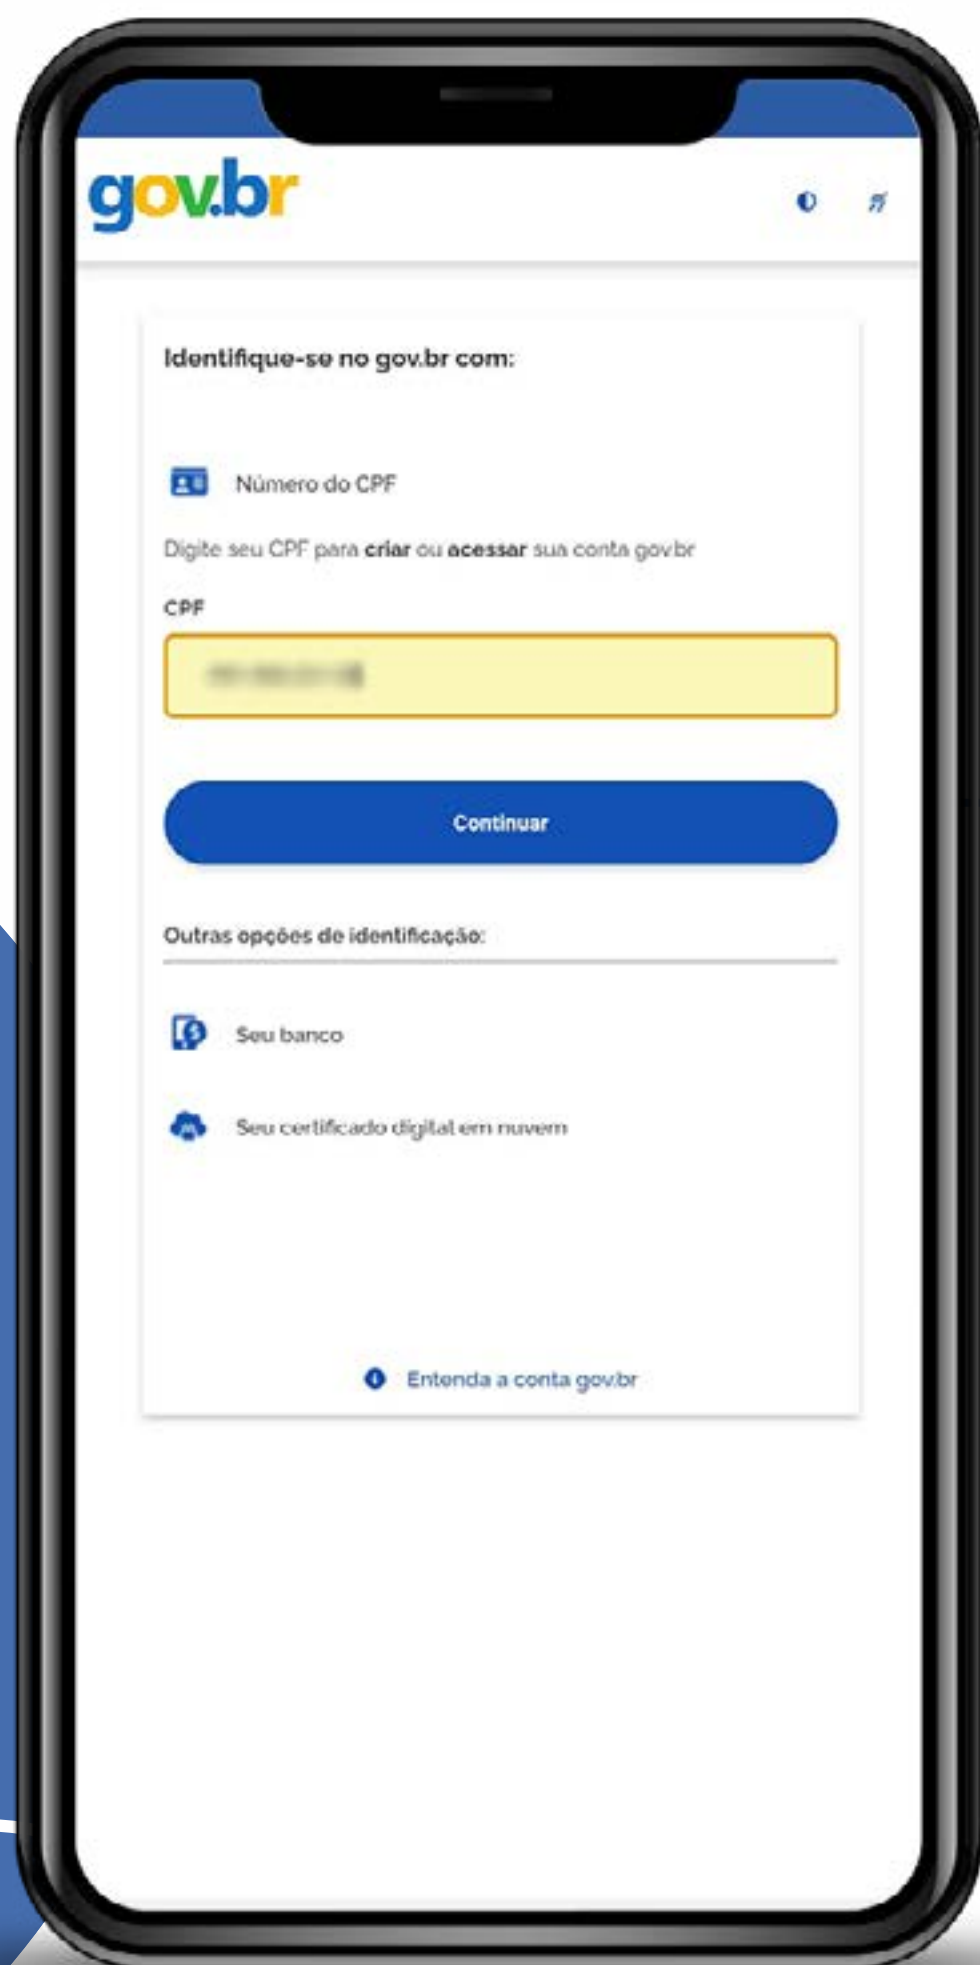 gov.br
Identifique-se no gov.br com:
Número do CPF
Digite seu CPF para criar ou acessar sua conta gov.br
CPF
Continuar
Outras opções de identificação:
Seu banco
Seu certificado digital em nuvem
Entenda a conta gov.br